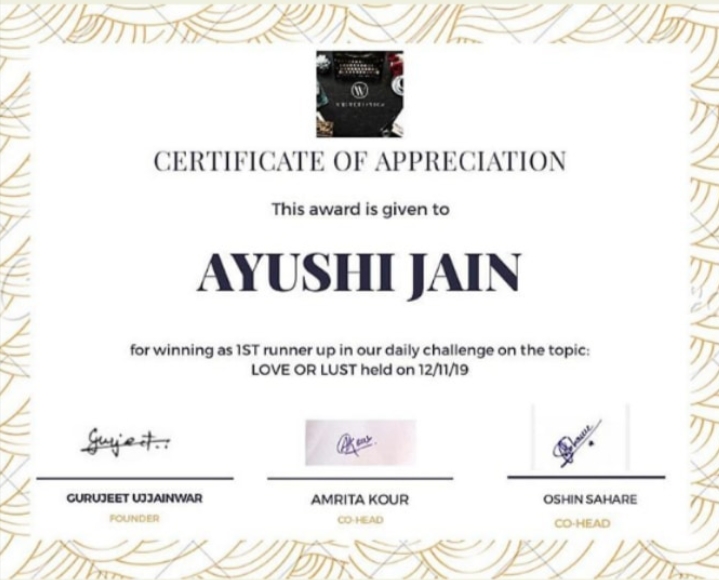 W
CERTIFICATE OF APPRECIATION
This award is given to
AYUSHI JAIN
for winning as 1ST runner up in our daily challenge on the topic:
LOVE OR LUST held on 12/11/19
Gurjeet
GURUJEET UJJAINWAR
AMRITA KOUR
OSHIN SAHARE
FOUNDER
CO-HEAD
CO-HEAD